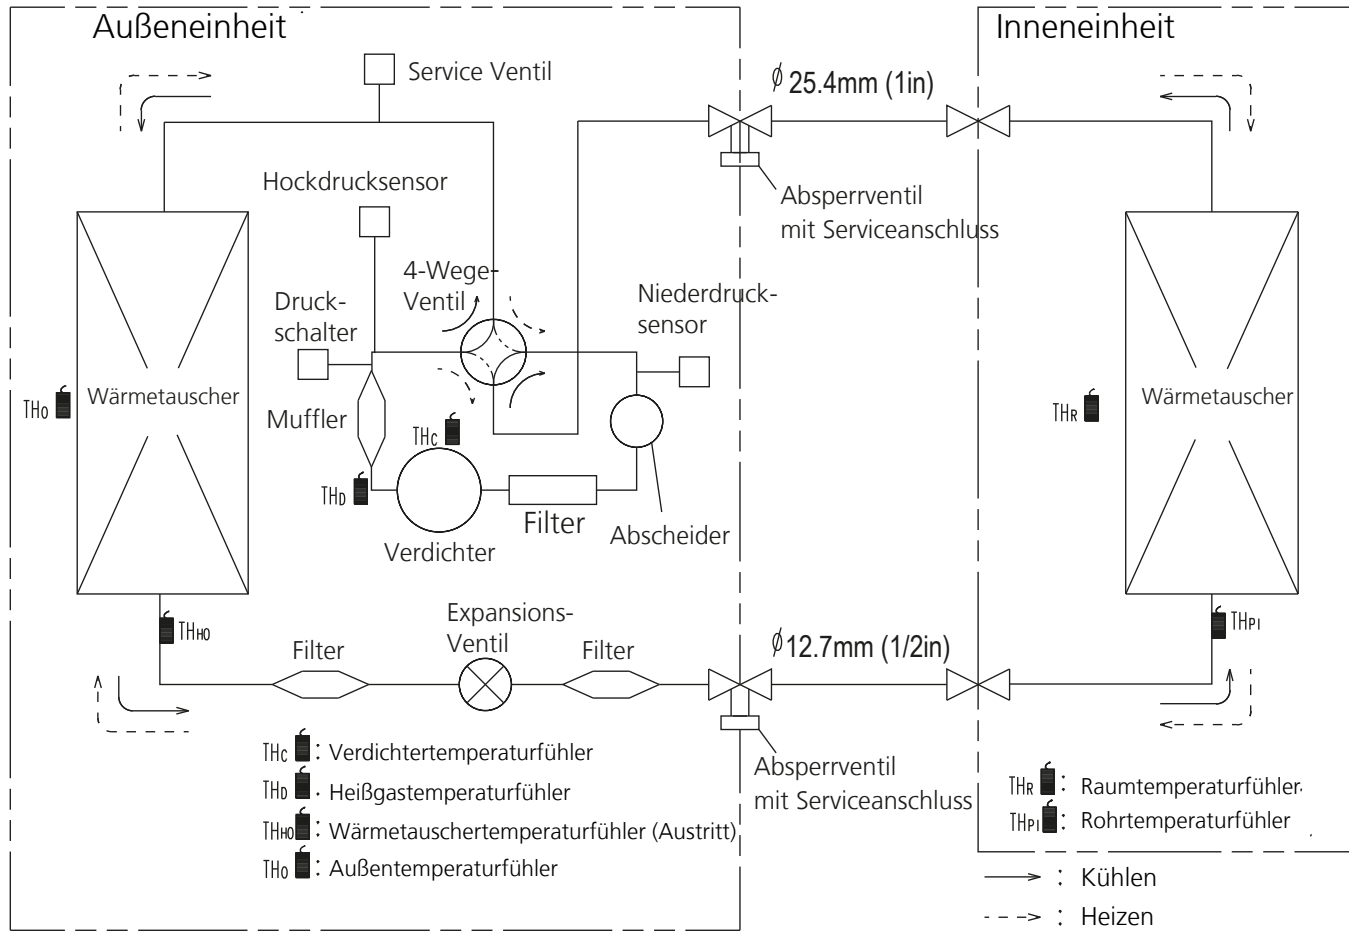 Außeneinheit
Inneneinheit
Service Ventil
⌀ 25.4mm (1in)
Hockdrucksensor
Absperrventil
mit Serviceanschluss
4-Wege-
Ventil
Druck-
schalter
Niederdruck-
sensor
THO
Wärmetauscher
THR
Wärmetauscher
Muffler
THC
THD
Filter
Verdichter
Abscheider
THHO
Filter
Expansions-
Ventil
Filter
⌀ 12.7mm (1/2in)
THPI
THC : Verdichtertemperaturfühler
THD : Heißgastemperaturfühler
THHO : Wärmetauschertemperaturfühler (Austritt)
THO : Außentemperaturfühler
Absperrventil
mit Serviceanschluss
THR : Raumtemperaturfühler
THPI : Rohrtemperaturfühler
: Kühlen
: Heizen